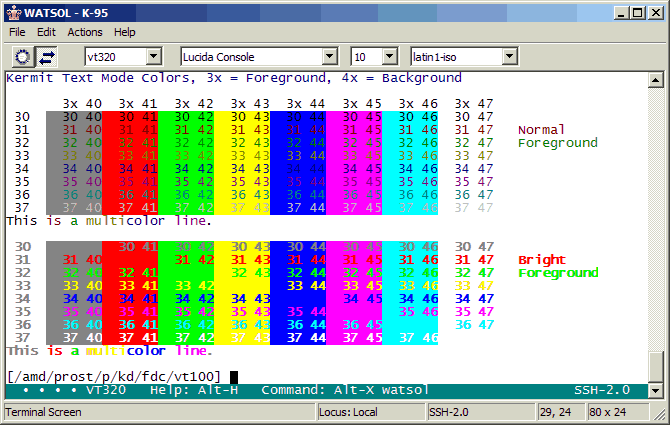 WATSOL - K-95
File Edit Actions Help
vt320 Lucida Console 10 latin1-iso
Kermit Text Mode Colors, 3x = Foreground, 4x = Background
3x 40 3x 41 3x 42 3x 43 3x 44 3x 45 3x 46 3x 47
30 30 40 30 41 30 42 30 43 30 44 30 45 30 46 30 47
31 31 40 31 41 31 42 31 43 31 44 31 45 31 46 31 47 Normal
32 32 40 32 41 32 42 32 43 32 44 32 45 32 46 32 47 Foreground
33 33 40 33 41 33 42 33 43 33 44 33 45 33 46 33 47
34 34 40 34 41 34 42 34 43 34 44 34 45 34 46 34 47
35 35 40 35 41 35 42 35 43 35 44 35 45 35 46 35 47
36 36 40 36 41 36 42 36 43 36 44 36 45 36 46 36 47
37 37 40 37 41 37 42 37 43 37 44 37 45 37 46 37 47
This is a multicolor line.
30 30 41 30 42 30 43 30 44 30 45 30 46 30 47
31 31 40 31 42 31 43 31 44 31 45 31 46 31 47 Bright
32 32 40 32 41 32 43 32 44 32 45 32 46 32 47 Foreground
33 33 40 33 41 33 42 33 44 33 45 33 46 33 47
34 34 40 34 41 34 42 34 43 34 45 34 46 34 47
35 35 40 35 41 35 42 35 43 35 44 35 46 35 47
36 36 40 36 41 36 42 36 43 36 44 36 45 36 47
37 37 40 37 41 37 42 37 43 37 44 37 45 37 46
This is a multicolor line.
[/amd/prost/p/kd/fdc/vt100]
• • • • VT320 Help: Alt-H Command: Alt-X watsol SSH-2.0
Terminal Screen Locus: Local SSH-2.0 29, 24 80 x 24